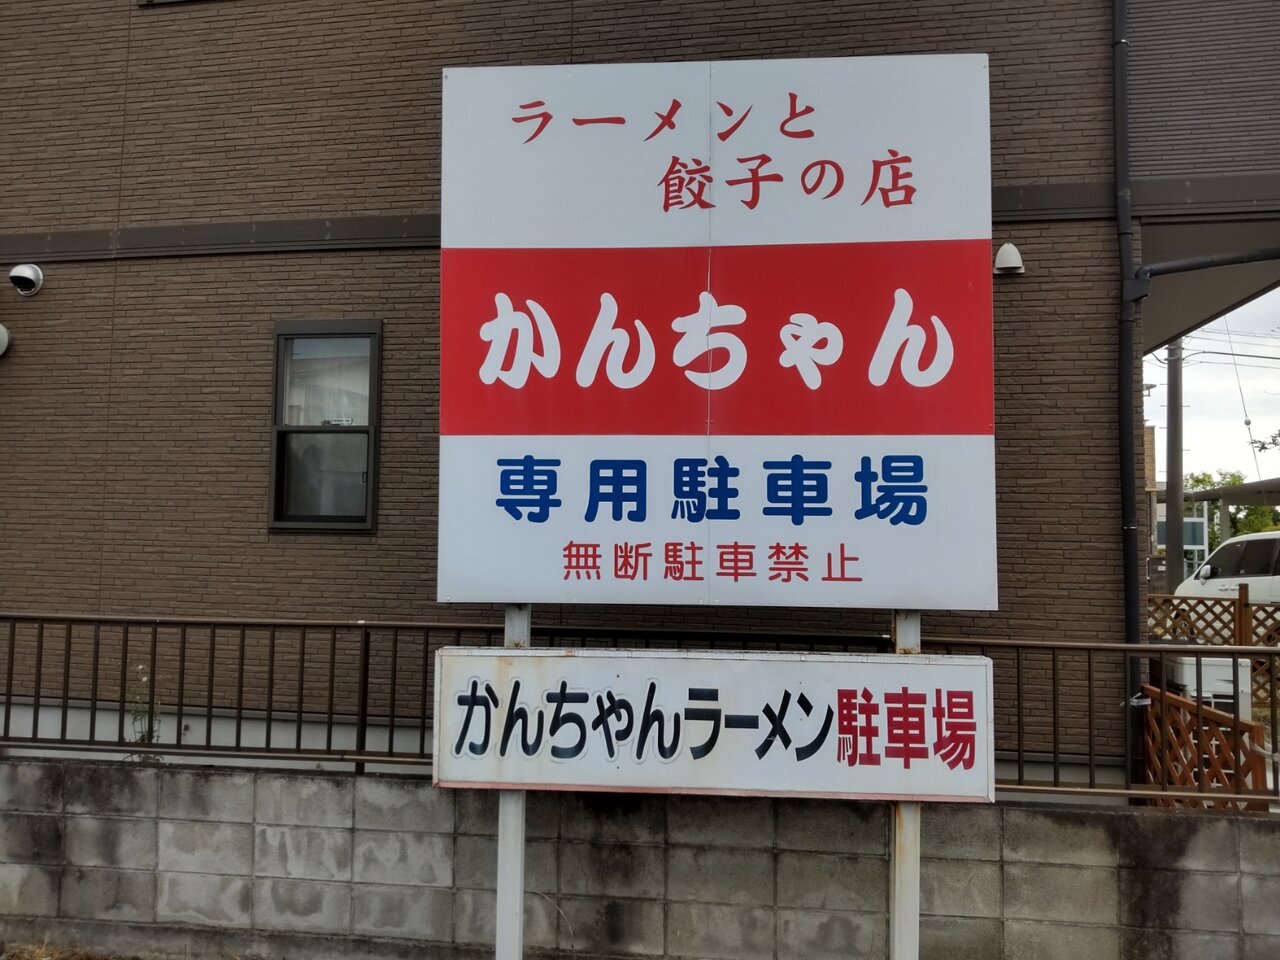 ラーメンと
餃子の店
かんちゃん
専用駐車場
無断駐車禁止
かんちゃんラーメン駐車場